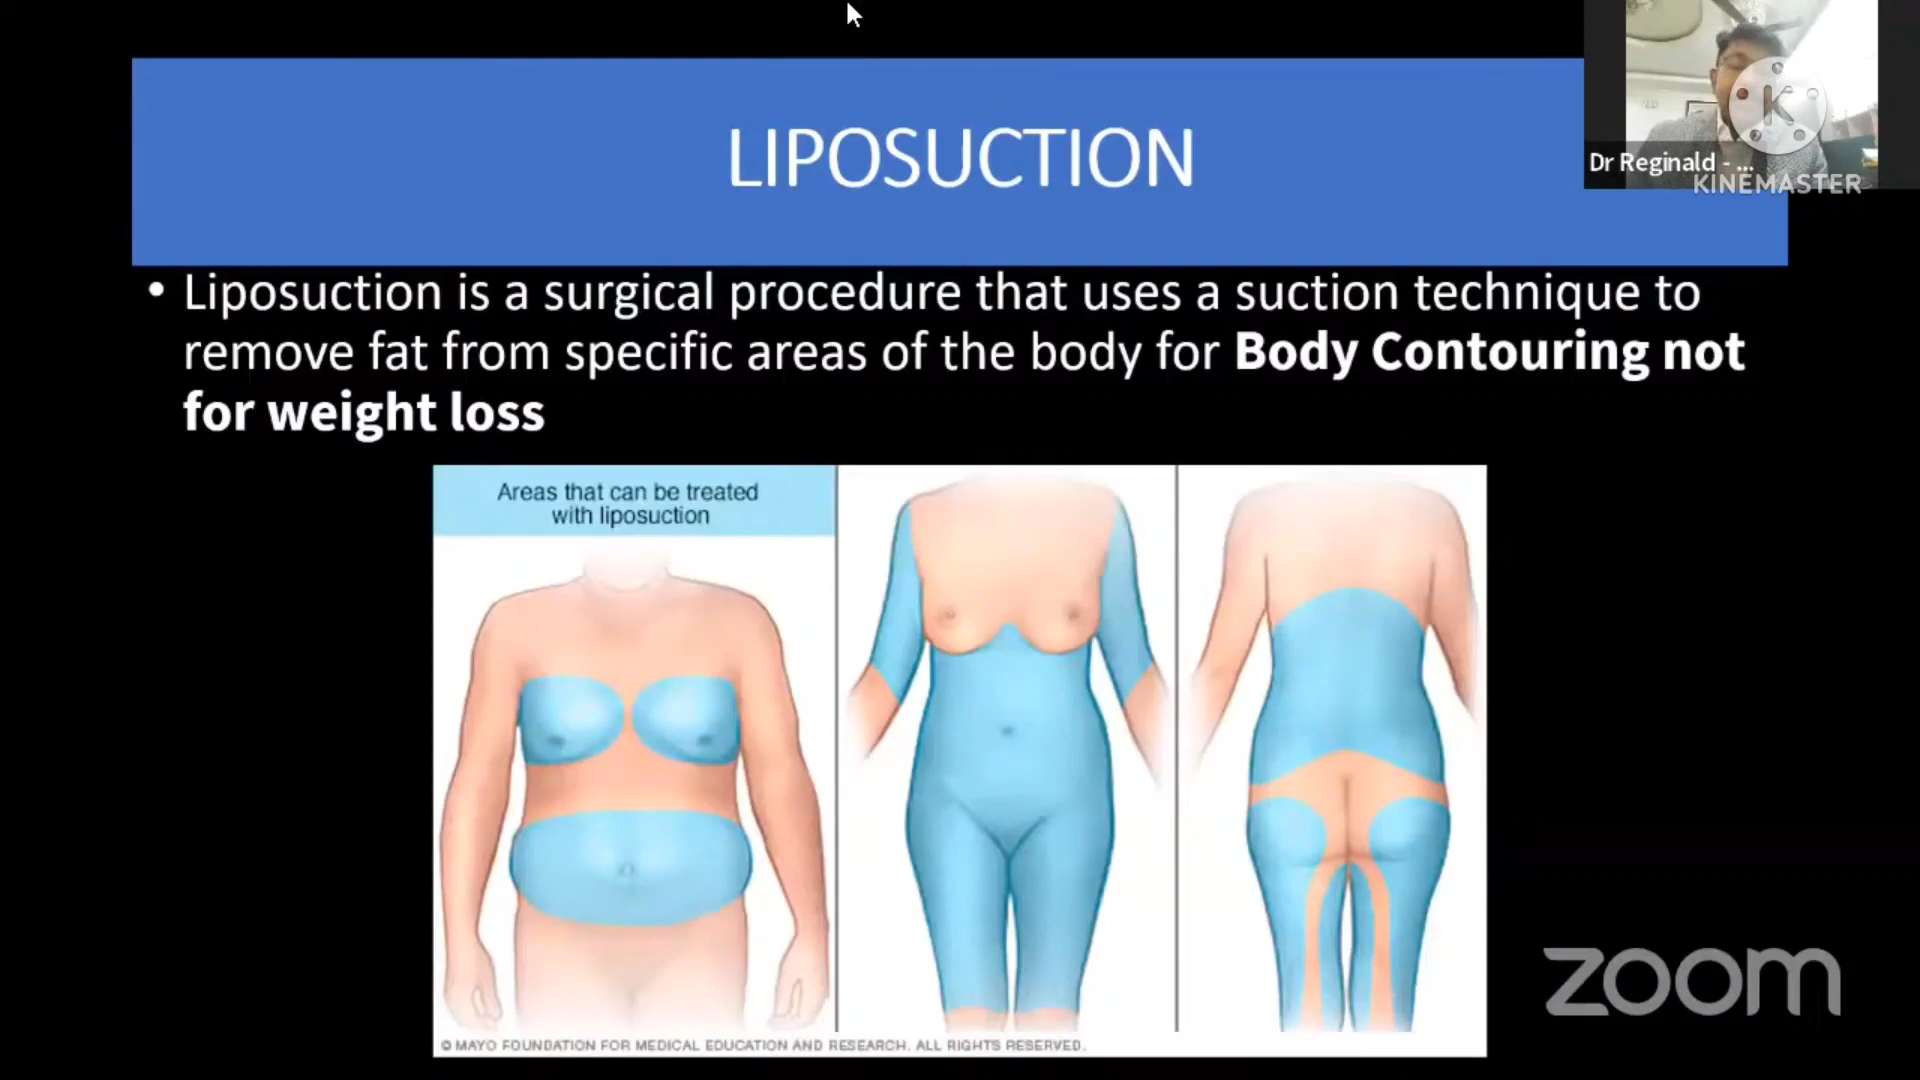 LIPOSUCTION
Dr Reginald - ...
KINEMASTER
• Liposuction is a surgical procedure that uses a suction technique to
remove fat from specific areas of the body for Body Contouring not
for weight loss
Areas that can be treated
with liposuction
© MAYO FOUNDATION FOR MEDICAL EDUCATION AND RESEARCH. ALL RIGHTS RESERVED.
zoom